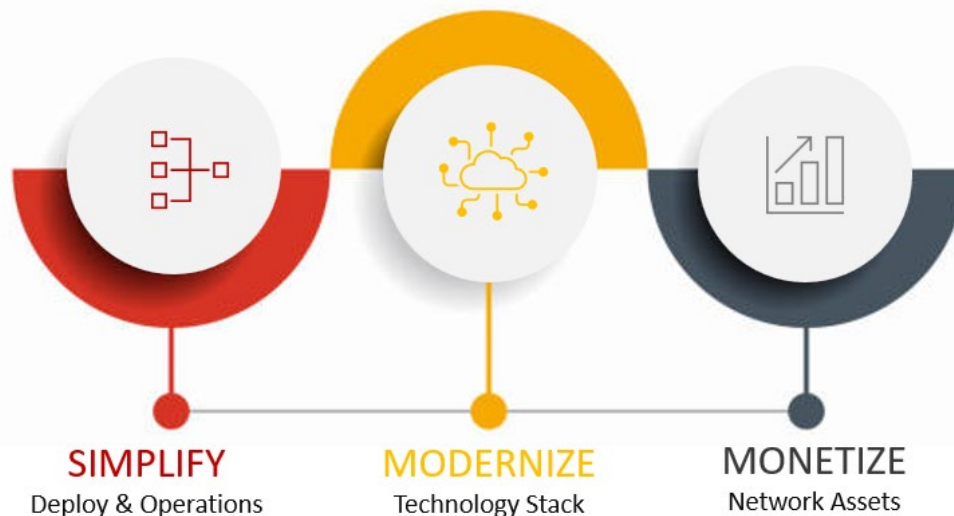 SIMPLIFY
Deploy & Operations
MODERNIZE
Technology Stack
MONETIZE
Network Assets